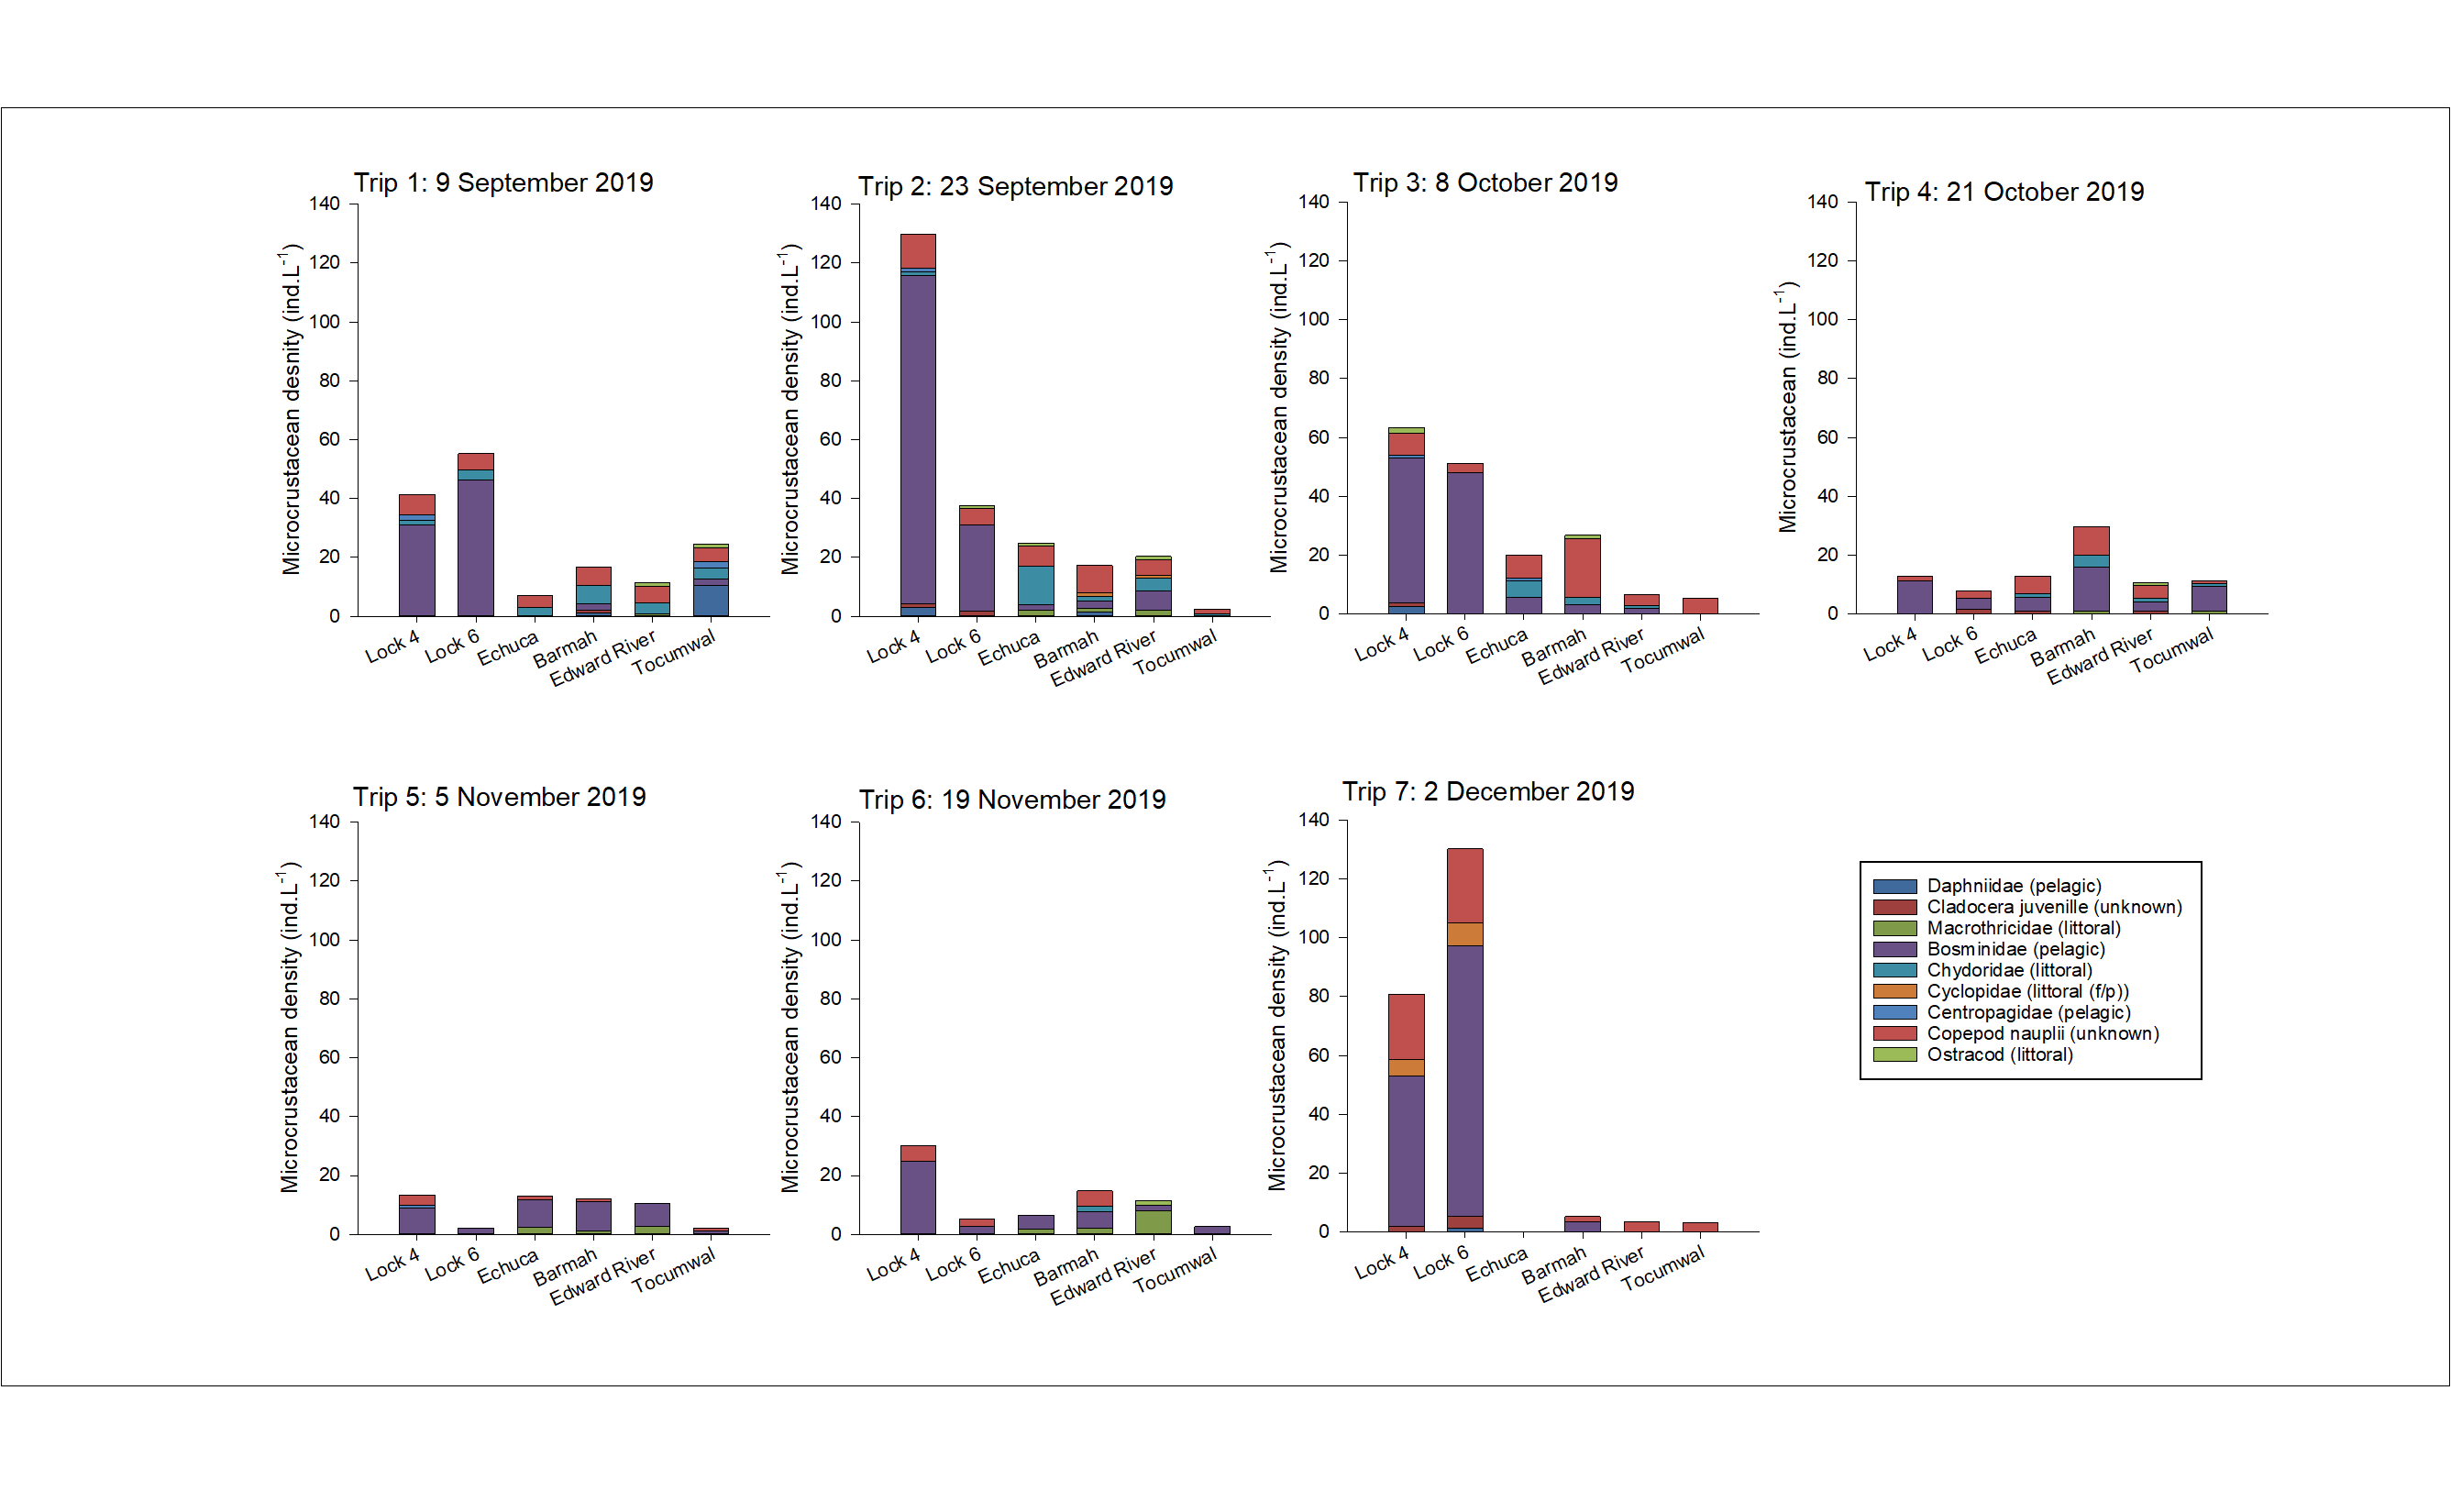 Trip 1: 9 September 2019
Microcrustacean desnity (ind.L-1)
140
120
100
80
60
40
20
0
Lock 4
Lock 6
Echuca
Barmah
Edward River
Tocumwal
Trip 2: 23 September 2019
Microcrustacean density (ind.L-1)
140
120
100
80
60
40
20
0
Lock 4
Lock 6
Echuca
Barmah
Edward River
Tocumwal
Trip 3: 8 October 2019
Microcrustacean density (ind.L-1)
140
120
100
80
60
40
20
0
Lock 4
Lock 6
Echuca
Barmah
Edward River
Tocumwal
Trip 4: 21 October 2019
Microcrustacean (ind.L-1)
140
120
100
80
60
40
20
0
Lock 4
Lock 6
Echuca
Barmah
Edward River
Tocumwal
Trip 5: 5 November 2019
Microcrustacean density (ind.L-1)
140
120
100
80
60
40
20
0
Lock 4
Lock 6
Echuca
Barmah
Edward River
Tocumwal
Trip 6: 19 November 2019
Microcrustacean density (ind.L-1)
140
120
100
80
60
40
20
0
Lock 4
Lock 6
Echuca
Barmah
Edward River
Tocumwal
Trip 7: 2 December 2019
Microcrustacean density (ind.L-1)
140
120
100
80
60
40
20
0
Lock 4
Lock 6
Echuca
Barmah
Edward River
Tocumwal
Daphniidae (pelagic)
Cladocera juvenille (unknown)
Macrothricidae (littoral)
Bosminidae (pelagic)
Chydoridae (littoral)
Cyclopidae (littoral (f/p))
Centropagidae (pelagic)
Copepod nauplii (unknown)
Ostracod (littoral)